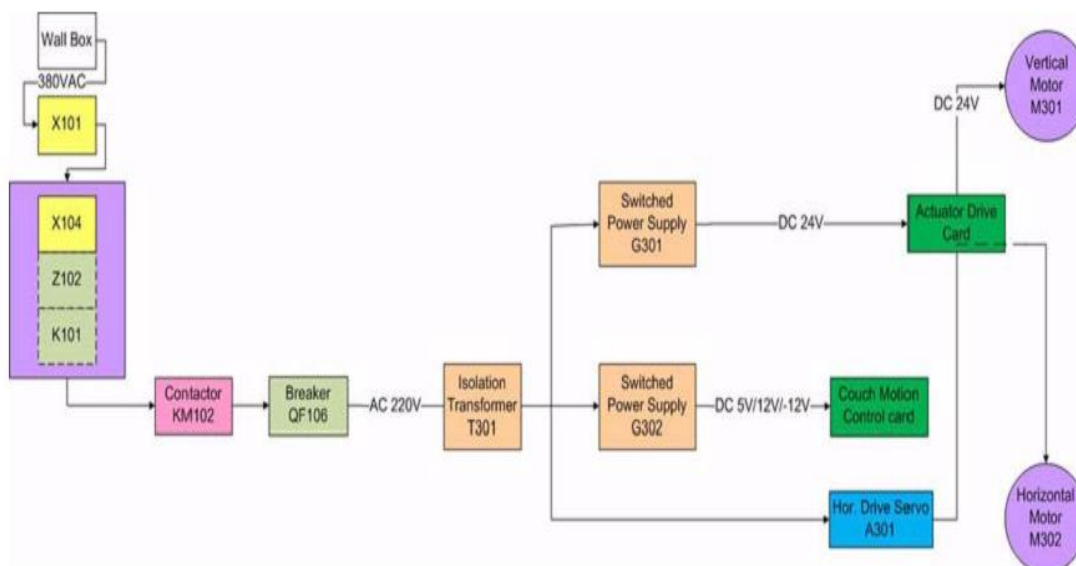 Wall Box
380VAC
X101
X104
Z102
K101
Contactor
KM102
Breaker
QF106
AC 220V
Isolation
Transformer
T301
Switched
Power Supply
G301
DC 24V
Actuator Drive
Card
DC 24V
Vertical
Motor
M301
Switched
Power Supply
G302
DC 5V/12V/-12V
Couch Motion
Control card
Hor. Drive Servo
A301
Horizontal
Motor
M302